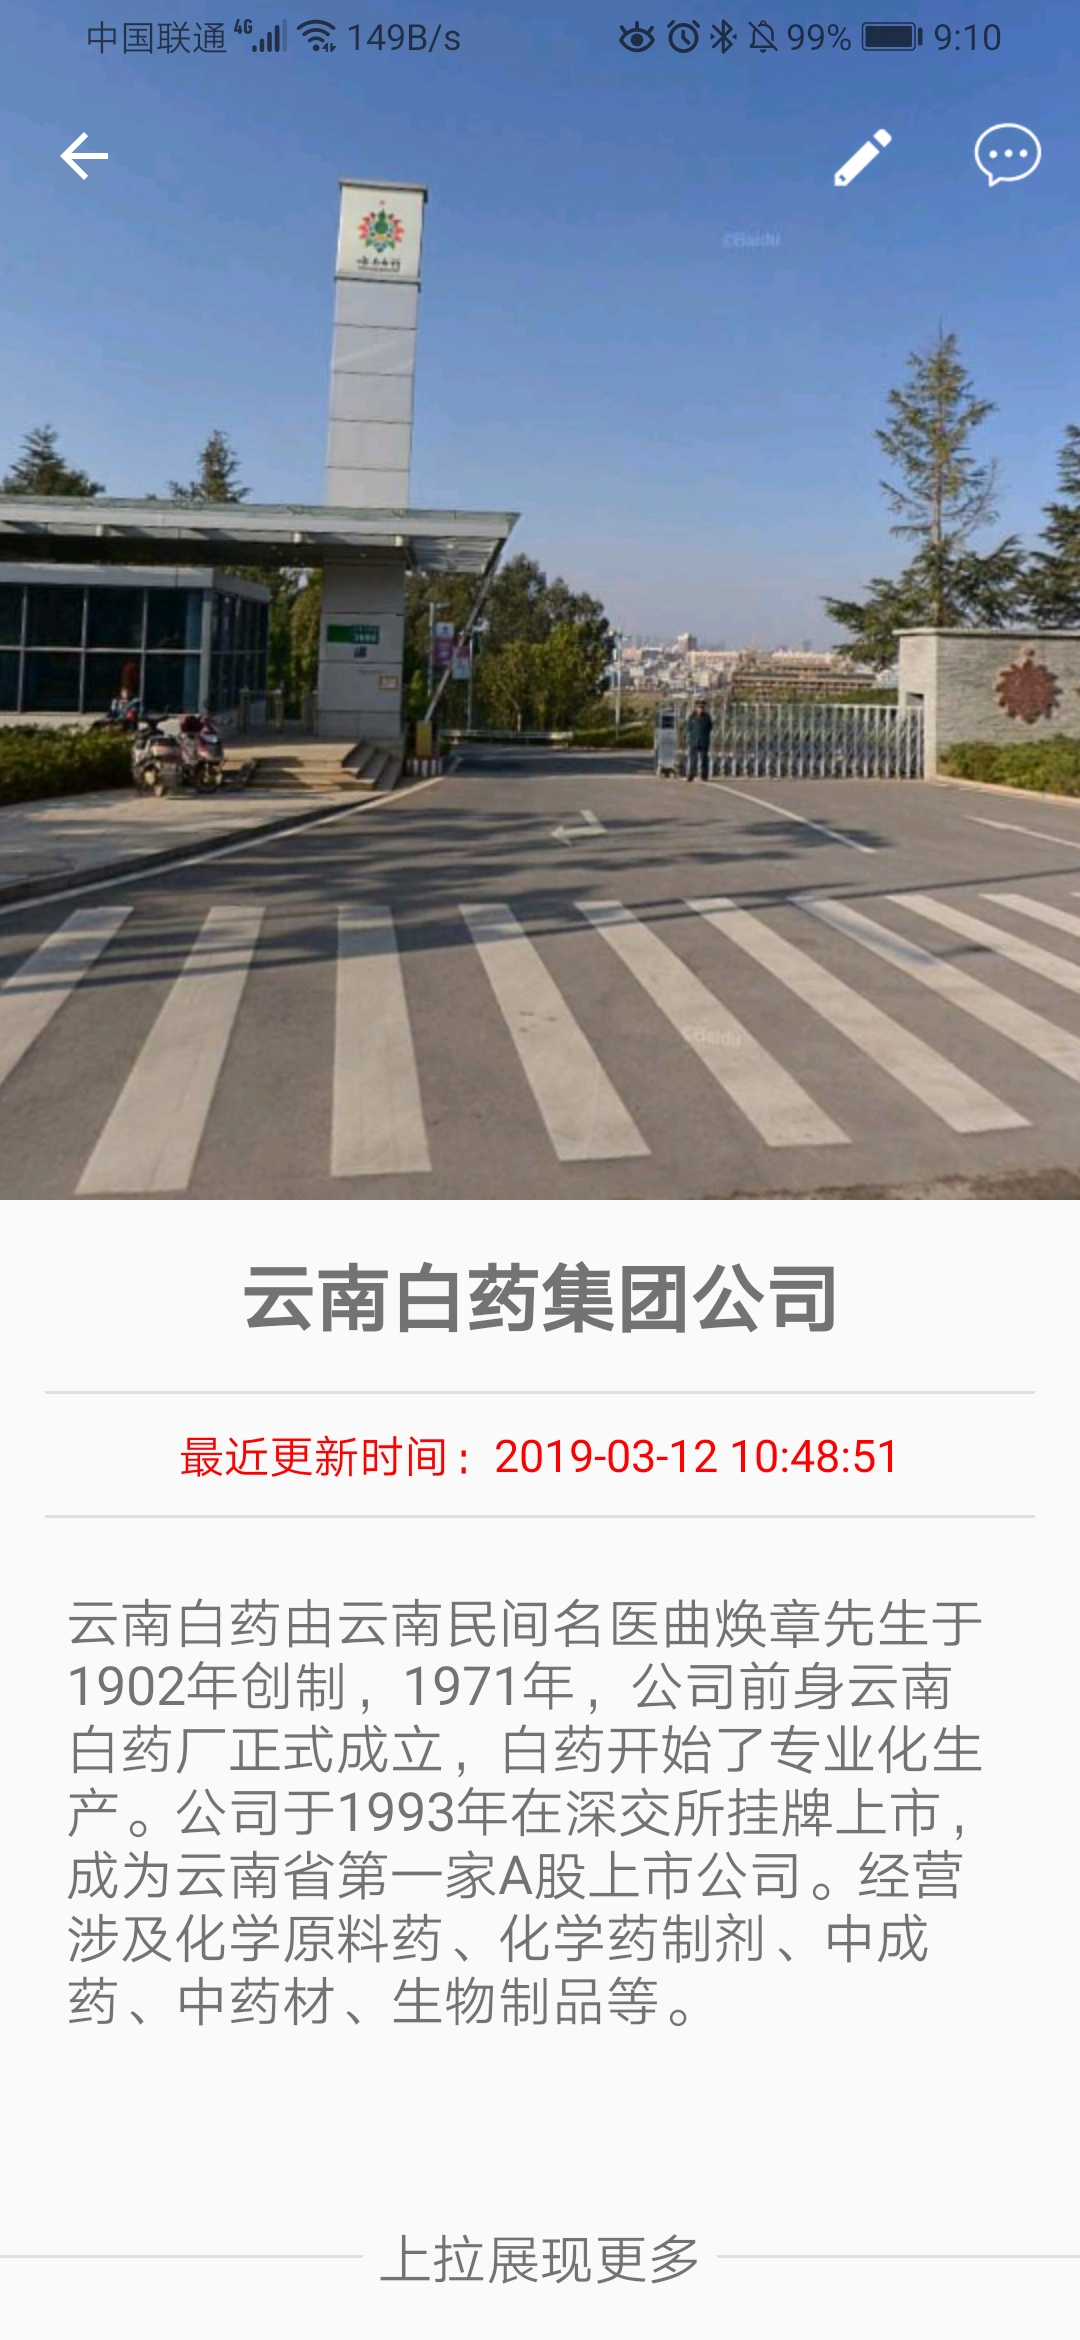 中国联通 4G 149B/s 99% 9:10
©Baidu
©Baidu
云南白药集团公司
最近更新时间：2019-03-12 10:48:51
云南白药由云南民间名医曲焕章先生于
1902年创制，1971年，公司前身云南
白药厂正式成立，白药开始了专业化生
产。公司于1993年在深交所挂牌上市，
成为云南省第一家A股上市公司。经营
涉及化学原料药、化学药制剂、中成
药、中药材、生物制品等。
上拉展现更多